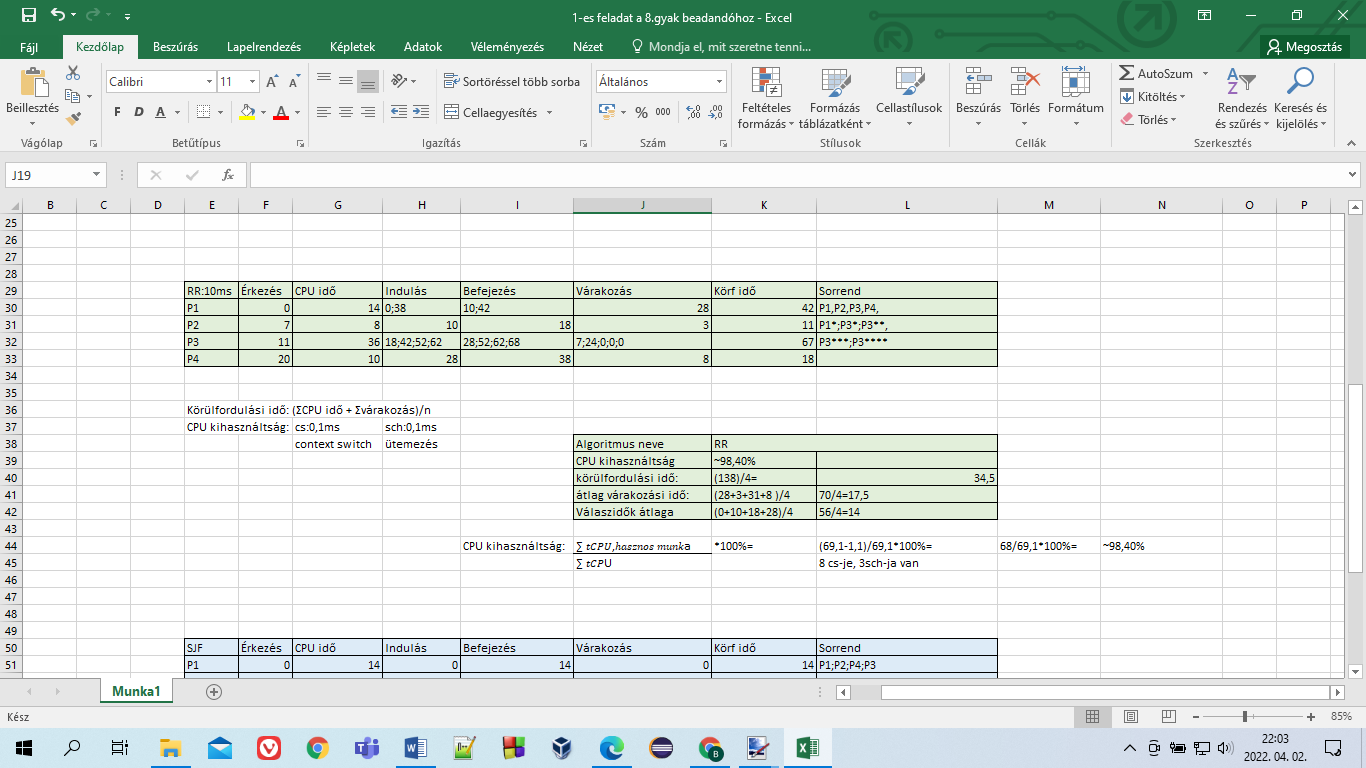 1-es feladat a 8.gyak beadandóhoz - Excel
Fájl Kezdőlap Beszúrás Lapelrendezés Képletek Adatok Véleményezés Nézet Mondja el, mit szeretne tenni... Megosztás
Beillesztés
Calibri 11
F D A
Sortöréssel több sorba
Cellaegyesítés
Általános
% 000
Feltételes formázás
Formázás táblázatként
Cellastílusok
Beszúrás Törlés Formátum
AutoSzum
Kitöltés
Törlés
Rendezés és szűrés
Keresés és kijelölés
Vágólap Betűtípus Igazítás Szám Stílusok Cellák Szerkesztés
J19 fx
B C D E F G H I J K L M N O P
25
26
27
28
29 RR:10ms Érkezés CPU idő Indulás Befejezés Várakozás Körf idő Sorrend
30 P1 0 14 0;38 10;42 28 42 P1,P2,P3,P4,
31 P2 7 8 10 18 3 11 P1*;P3*;P3**,
32 P3 11 36 18;42;52;62 28;52;62;68 7;24;0;0;0 67 P3***;P3****
33 P4 20 10 28 38 8 18
34
35
36 Körülfordulási idő: (ΣCPU idő + Σvárakozás)/n
37 CPU kihasználtság: cs:0,1ms sch:0,1ms
38 context switch ütemezés Algoritmus neve RR
39 CPU kihasználtság ~98,40%
40 körülfordulási idő: (138)/4= 34,5
41 átlag várakozási idő: (28+3+31+8 )/4 70/4=17,5
42 Válaszidők átlaga (0+10+18+28)/4 56/4=14
43
44 CPU kihasználtság: ∑ tCPU,hasznos munka *100%= (69,1-1,1)/69,1*100%= 68/69,1*100%= ~98,40%
45 ∑ tCPU 8 cs-je, 3sch-ja van
46
47
48
49
50 SJF Érkezés CPU idő Indulás Befejezés Várakozás Körf idő Sorrend
51 P1 0 14 0 14 0 14 P1;P2;P4;P3
Munka1
Kész 85%
22:03
2022. 04. 02.